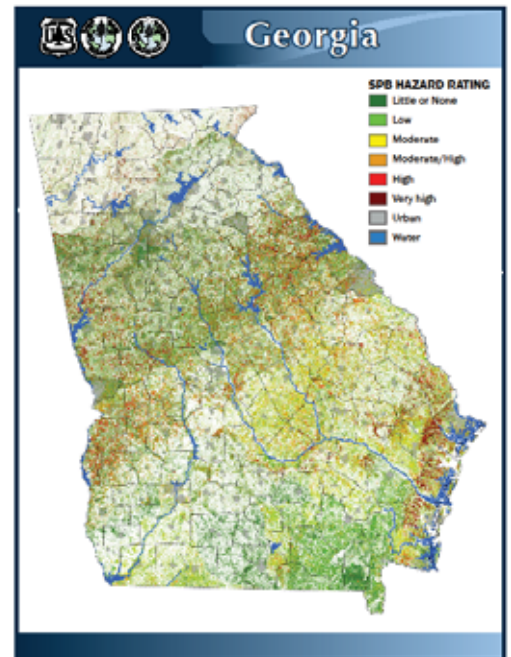 Georgia
SPB HAZARD RATING
Little or None
Low
Moderate
Moderate/High
High
Very high
Urban
Water